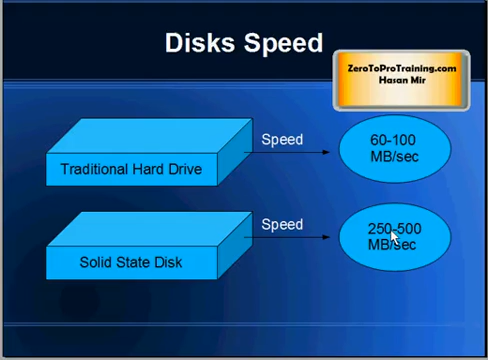 Disks Speed
ZeroToProTraining.com
Hasan Mir
Traditional Hard Drive
Speed
60-100
MB/sec
Solid State Disk
Speed
250-500
MB/sec